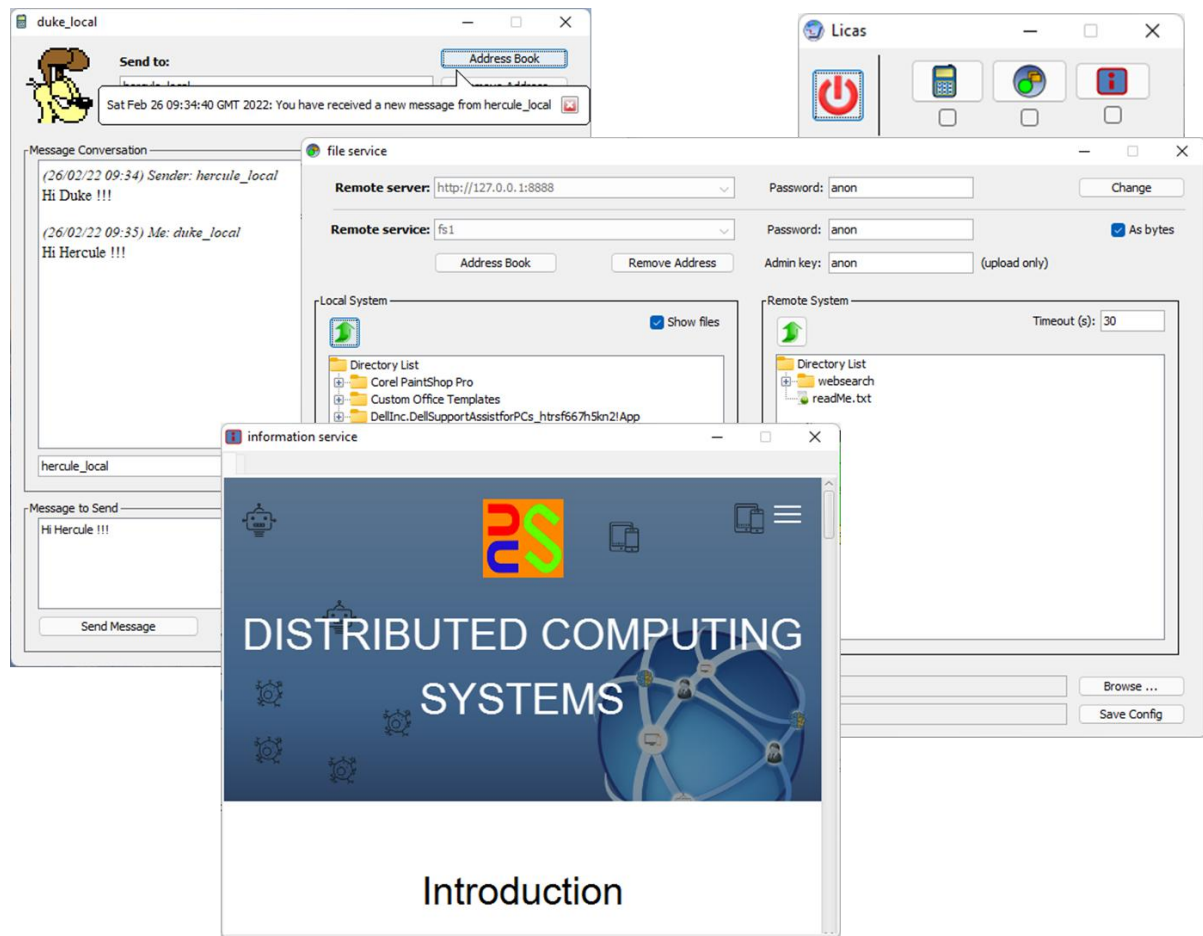 duke_local
Send to:
Address Book
Sat Feb 26 09:34:40 GMT 2022: You have received a new message from hercule_local
Message Conversation
(26/02/22 09:34) Sender: hercule_local
Hi Duke !!!
(26/02/22 09:35) Me: duke_local
Hi Hercule !!!
hercule_local
Message to Send
Hi Hercule !!!
Send Message
Licas
file service
Remote server: http://127.0.0.1:8888
Password: anon
Change
Remote service: fs1
Password: anon
As bytes
Address Book
Remove Address
Admin key: anon
(upload only)
Local System
Show files
Directory List
Corel PaintShop Pro
Custom Office Templates
DellInc.DellSupportAssistforPCs_htrsf667h5kn2!App
Remote System
Timeout (s): 30
Directory List
websearch
readMe.txt
Browse ...
Save Config
information service
DISTRIBUTED COMPUTING
SYSTEMS
Introduction